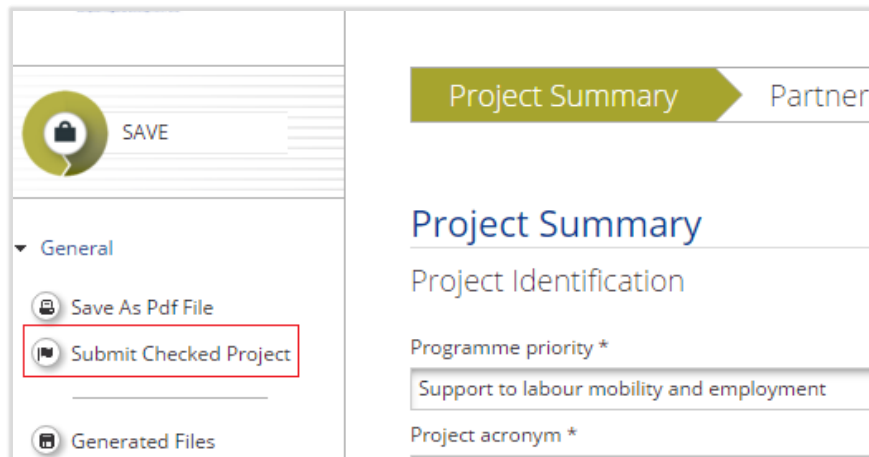 SAVE
General
Save As Pdf File
Submit Checked Project
Generated Files
Project Summary
Partner
Project Summary
Project Identification
Programme priority *
Support to labour mobility and employment
Project acronym *